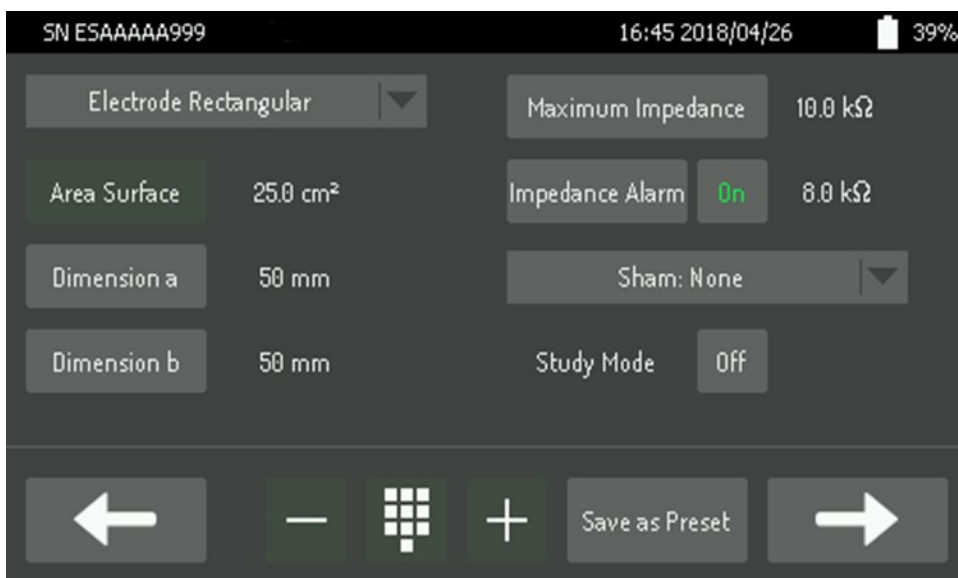 SN ESAAAAA999 16:45 2018/04/26 39%
Electrode Rectangular
Maximum Impedance 10.0 kΩ
Area Surface 25.0 cm²
Impedance Alarm On 8.0 kΩ
Dimension a 50 mm
Sham: None
Dimension b 50 mm
Study Mode Off
Save as Preset